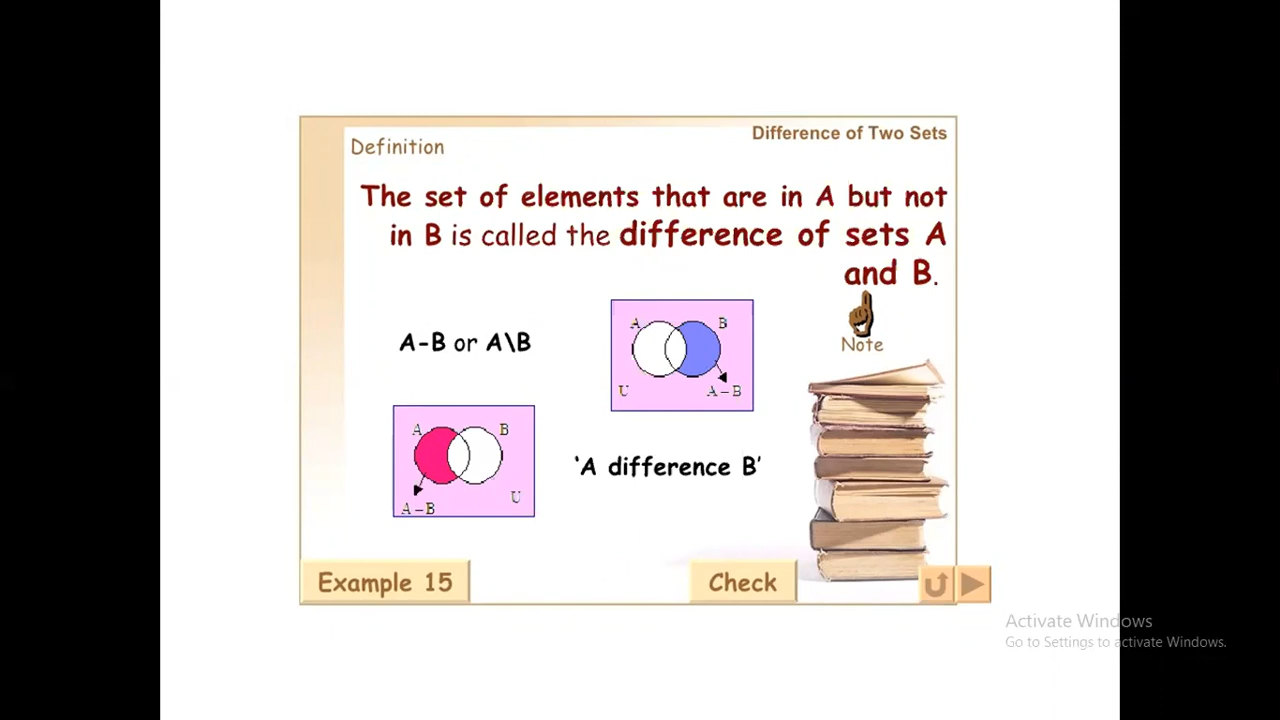 Difference of Two Sets
Definition
The set of elements that are in A but not
in B is called the difference of sets A
and B.
A-B or A\B
A
B
U
A – B
Note
A
B
U
A – B
‘A difference B’
Example 15
Check
Activate Windows
Go to Settings to activate Windows.